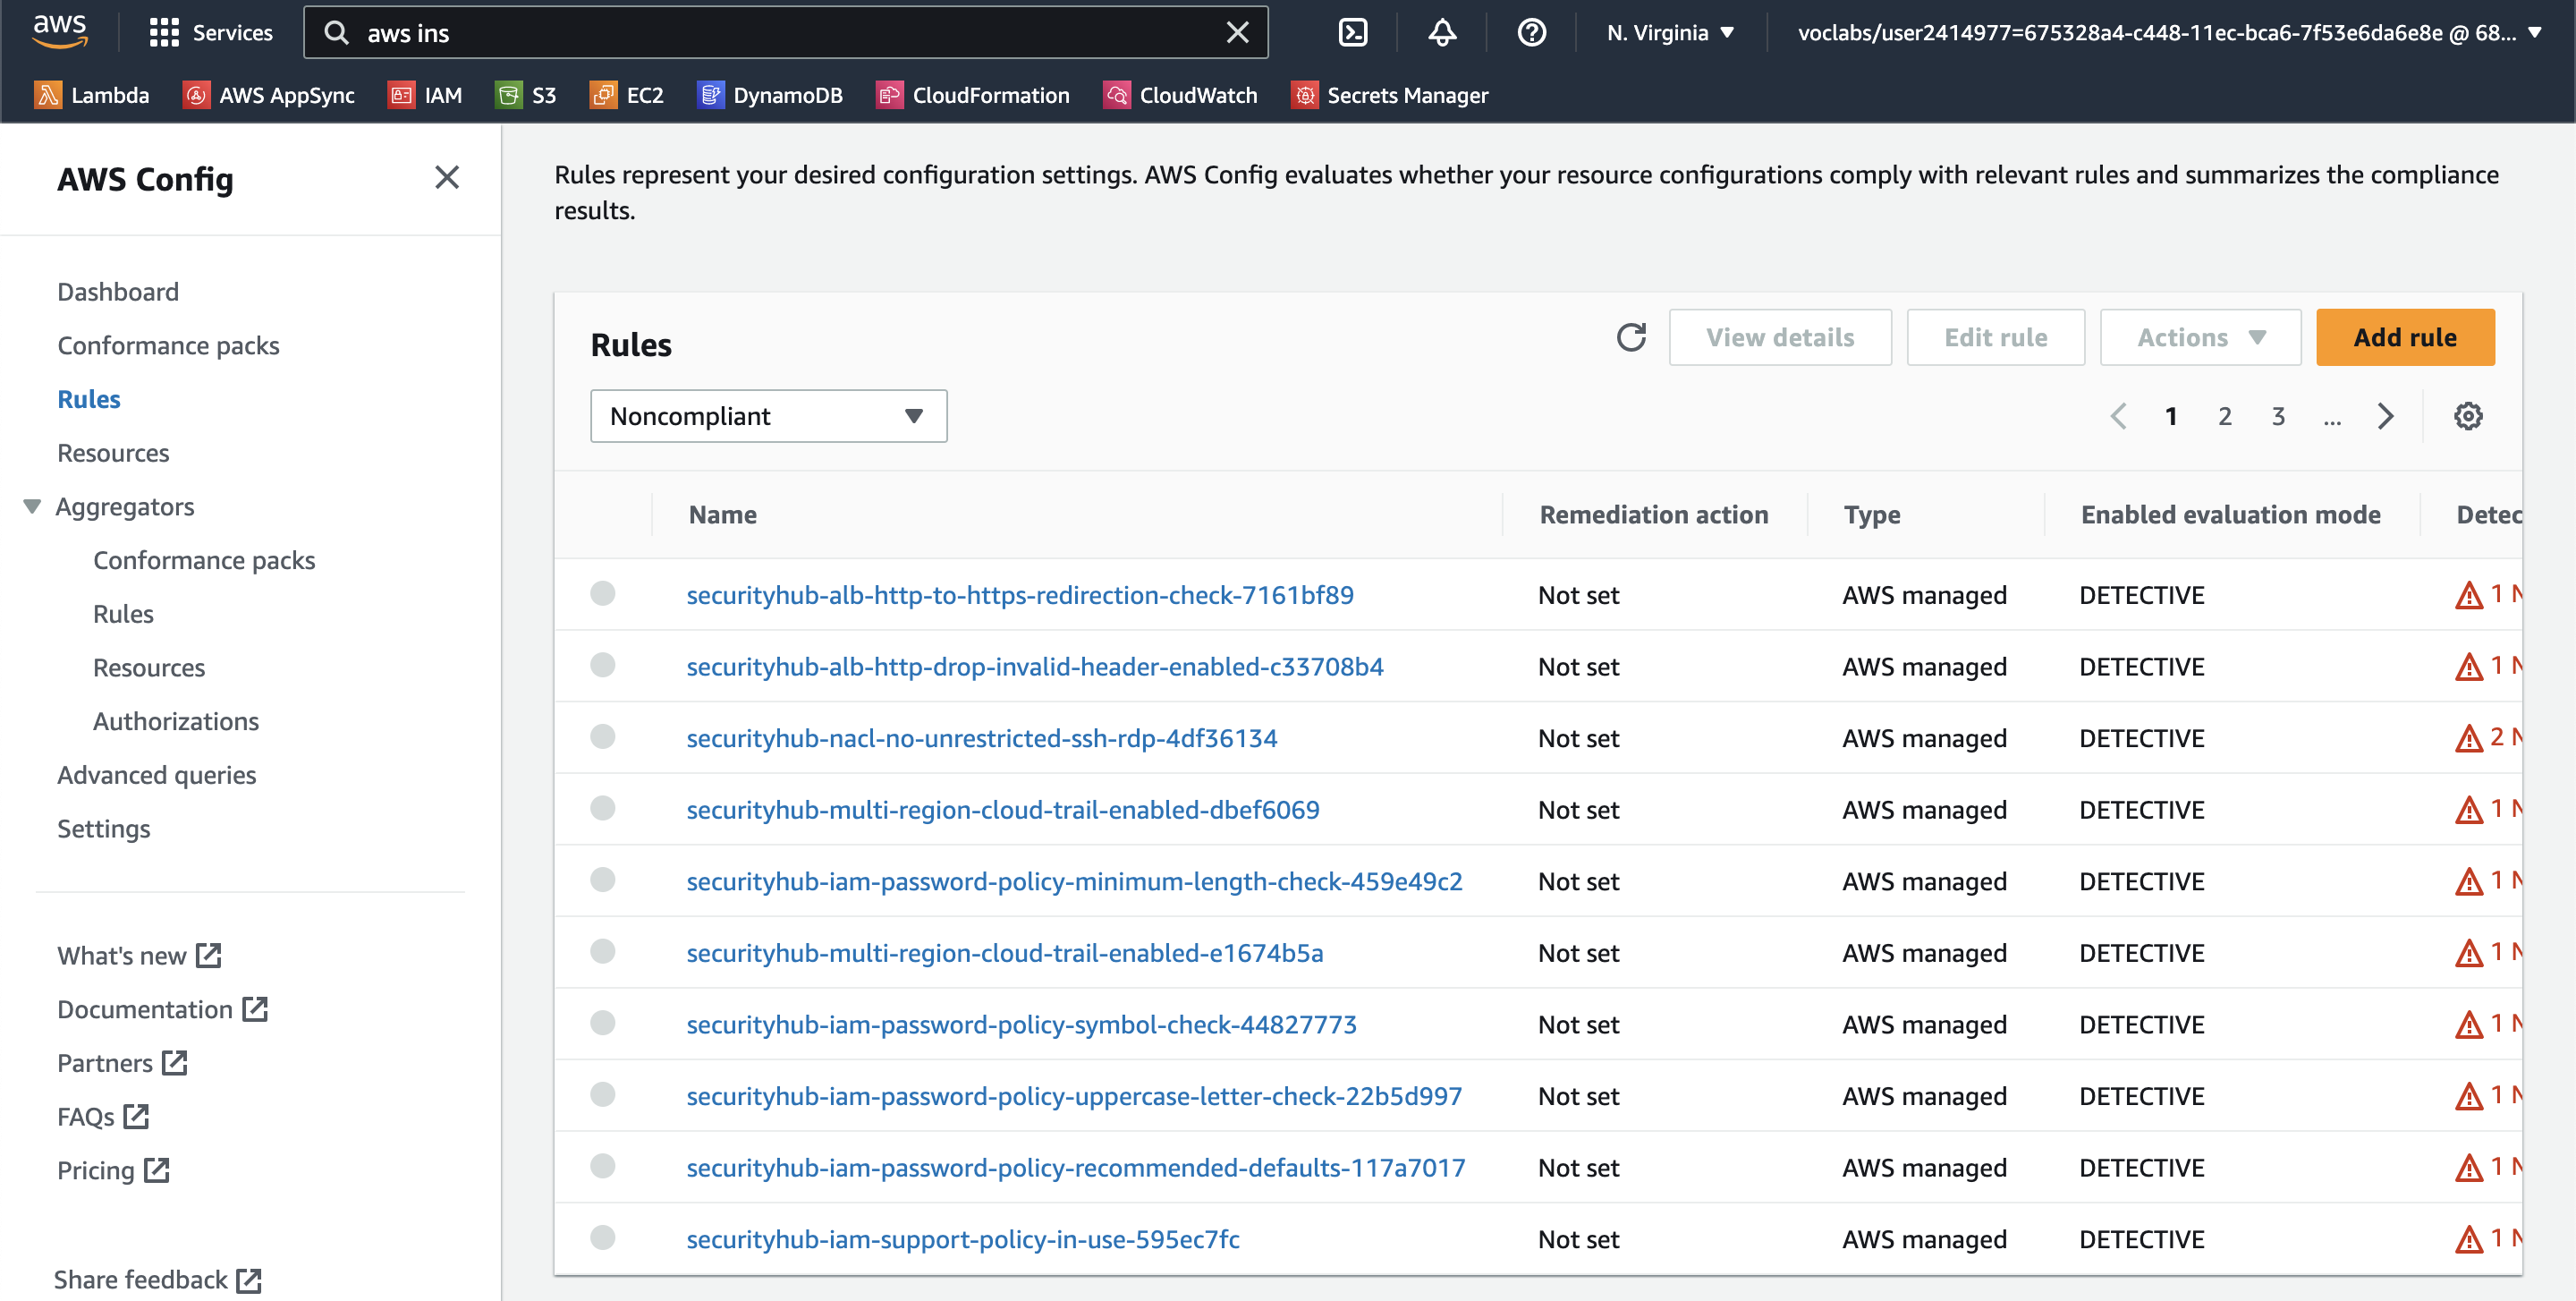 aws
Services
aws ins
N. Virginia
voclabs/user2414977=675328a4-c448-11ec-bca6-7f53e6da6e8e @ 68...
Lambda
AWS AppSync
IAM
S3
EC2
DynamoDB
CloudFormation
CloudWatch
Secrets Manager
AWS Config
Dashboard
Conformance packs
Rules
Resources
Aggregators
Conformance packs
Rules
Resources
Authorizations
Advanced queries
Settings
What's new
Documentation
Partners
FAQs
Pricing
Share feedback
Rules represent your desired configuration settings. AWS Config evaluates whether your resource configurations comply with relevant rules and summarizes the compliance
results.
Rules
View details
Edit rule
Actions
Add rule
Noncompliant
1 2 3 ...
Name Remediation action Type Enabled evaluation mode Detec
securityhub-alb-http-to-https-redirection-check-7161bf89 Not set AWS managed DETECTIVE 1 N
securityhub-alb-http-drop-invalid-header-enabled-c33708b4 Not set AWS managed DETECTIVE 1 N
securityhub-nacl-no-unrestricted-ssh-rdp-4df36134 Not set AWS managed DETECTIVE 2 N
securityhub-multi-region-cloud-trail-enabled-dbef6069 Not set AWS managed DETECTIVE 1 N
securityhub-iam-password-policy-minimum-length-check-459e49c2 Not set AWS managed DETECTIVE 1 N
securityhub-multi-region-cloud-trail-enabled-e1674b5a Not set AWS managed DETECTIVE 1 N
securityhub-iam-password-policy-symbol-check-44827773 Not set AWS managed DETECTIVE 1 N
securityhub-iam-password-policy-uppercase-letter-check-22b5d997 Not set AWS managed DETECTIVE 1 N
securityhub-iam-password-policy-recommended-defaults-117a7017 Not set AWS managed DETECTIVE 1 N
securityhub-iam-support-policy-in-use-595ec7fc Not set AWS managed DETECTIVE 1 N